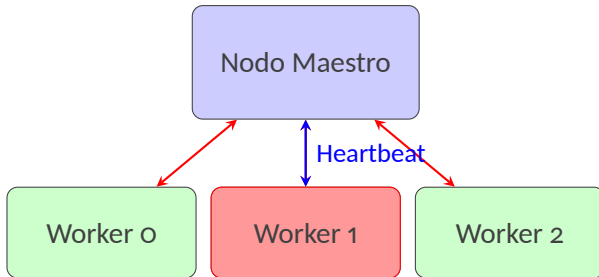 Nodo Maestro
Heartbeat
Worker 0
Worker 1
Worker 2